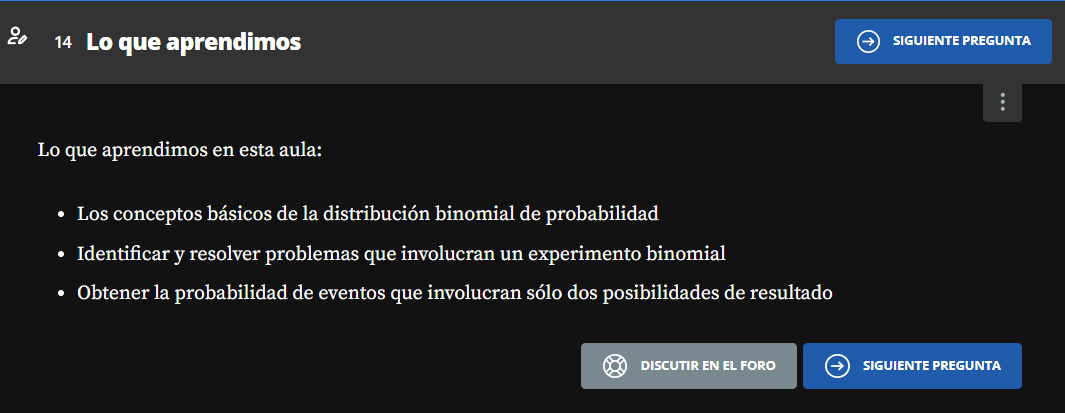 14 Lo que aprendimos
SIGUIENTE PREGUNTA
Lo que aprendimos en esta aula:
• Los conceptos básicos de la distribución binomial de probabilidad
• Identificar y resolver problemas que involucran un experimento binomial
• Obtener la probabilidad de eventos que involucran sólo dos posibilidades de resultado
DISCUTIR EN EL FORO
SIGUIENTE PREGUNTA